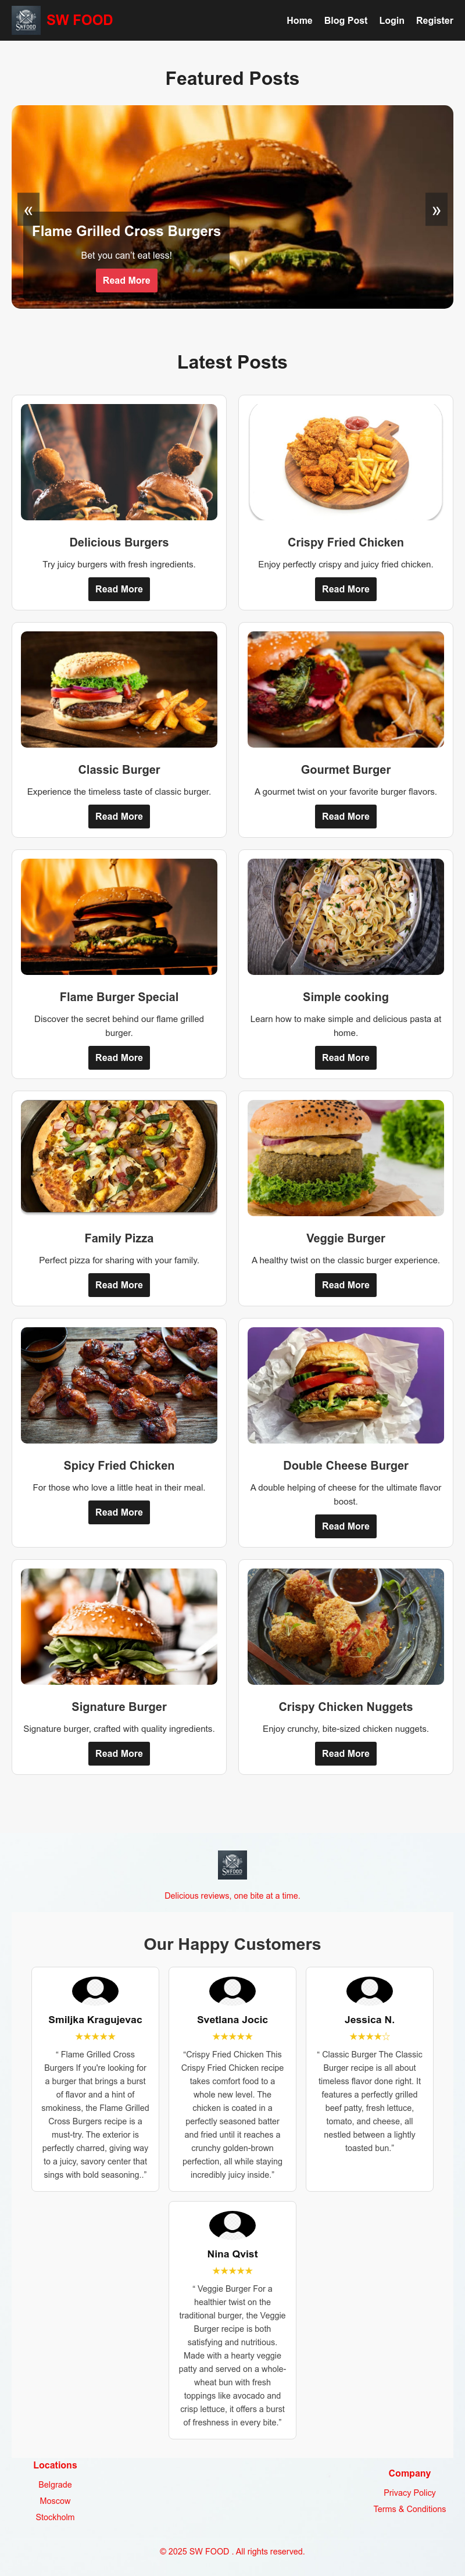 SW FOOD
Home Blog Post Login Register
Featured Posts
«
»
Flame Grilled Cross Burgers
Bet you can't eat less!
Read More
Latest Posts
Delicious Burgers
Try juicy burgers with fresh ingredients.
Read More
Crispy Fried Chicken
Enjoy perfectly crispy and juicy fried chicken.
Read More
Classic Burger
Experience the timeless taste of classic burger.
Read More
Gourmet Burger
A gourmet twist on your favorite burger flavors.
Read More
Flame Burger Special
Discover the secret behind our flame grilled
burger.
Read More
Simple cooking
Learn how to make simple and delicious pasta at
home.
Read More
Family Pizza
Perfect pizza for sharing with your family.
Read More
Veggie Burger
A healthy twist on the classic burger experience.
Read More
Spicy Fried Chicken
For those who love a little heat in their meal.
Read More
Double Cheese Burger
A double helping of cheese for the ultimate flavor
boost.
Read More
Signature Burger
Signature burger, crafted with quality ingredients.
Read More
Crispy Chicken Nuggets
Enjoy crunchy, bite-sized chicken nuggets.
Read More
SWFOOD
Delicious reviews, one bite at a time.
Our Happy Customers
Smiljka Kragujevac
★★★★★
“ Flame Grilled Cross
Burgers If you're looking for
a burger that brings a burst
of flavor and a hint of
smokiness, the Flame Grilled
Cross Burgers recipe is a
must-try. The exterior is
perfectly charred, giving way
to a juicy, savory center that
sings with bold seasoning..”
Svetlana Jocic
★★★★★
“Crispy Fried Chicken This
Crispy Fried Chicken recipe
takes comfort food to a
whole new level. The
chicken is coated in a
perfectly seasoned batter
and fried until it reaches a
crunchy golden-brown
perfection, all while staying
incredibly juicy inside.”
Jessica N.
★★★★☆
“ Classic Burger The Classic
Burger recipe is all about
timeless flavor done right. It
features a perfectly grilled
beef patty, fresh lettuce,
tomato, and cheese, all
nestled between a lightly
toasted bun.”
Nina Qvist
★★★★★
“ Veggie Burger For a
healthier twist on the
traditional burger, the Veggie
Burger recipe is both
satisfying and nutritious.
Made with a hearty veggie
patty and served on a whole-
wheat bun with fresh
toppings like avocado and
crisp lettuce, it offers a burst
of freshness in every bite.”
Locations
Belgrade
Moscow
Stockholm
Company
Privacy Policy
Terms & Conditions
© 2025 SW FOOD . All rights reserved.